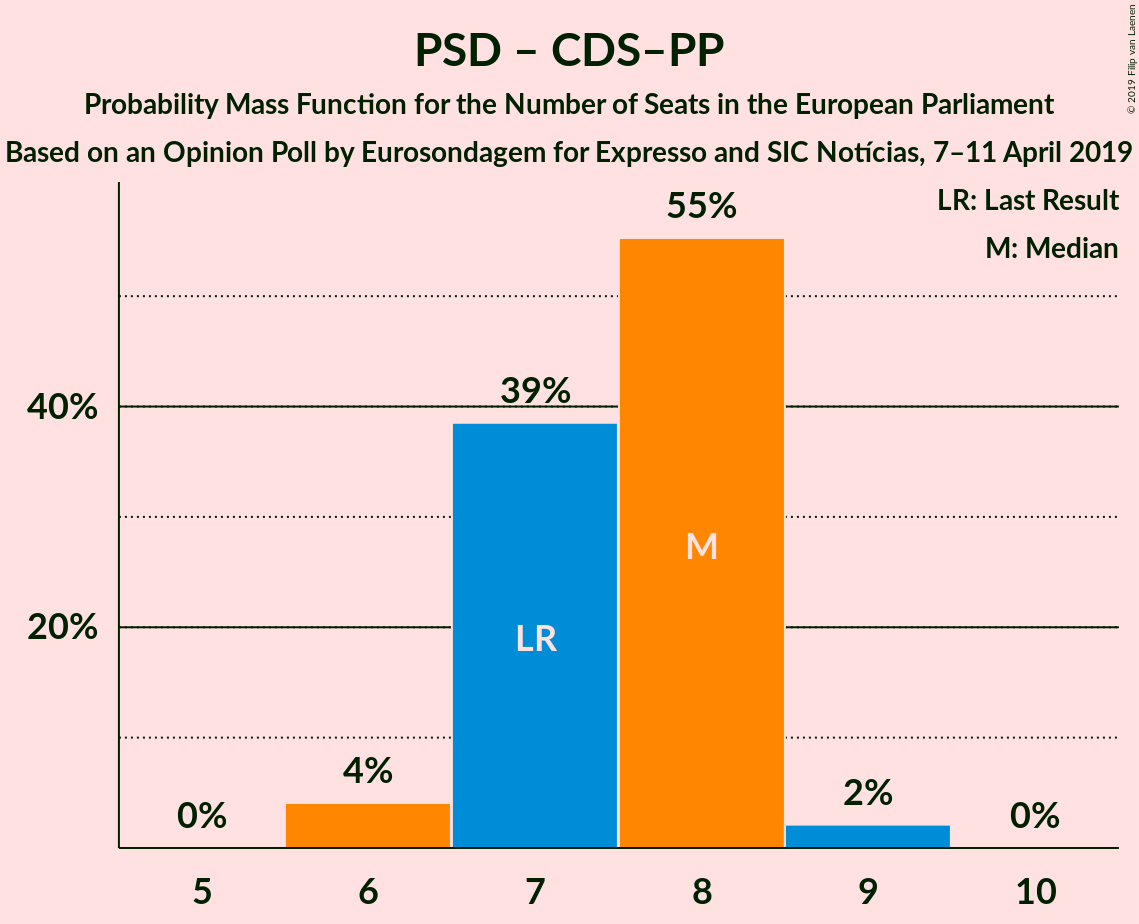 PSD – CDS–PP
Probability Mass Function for the Number of Seats in the European Parliament
Based on an Opinion Poll by Eurosondagem for Expresso and SIC Notícias, 7–11 April 2019
© 2019 Filip van Laenen
LR: Last Result
M: Median
55%
39%
40%
M
20%
LR
4%
2%
0%
0%
5 6 7 8 9 10